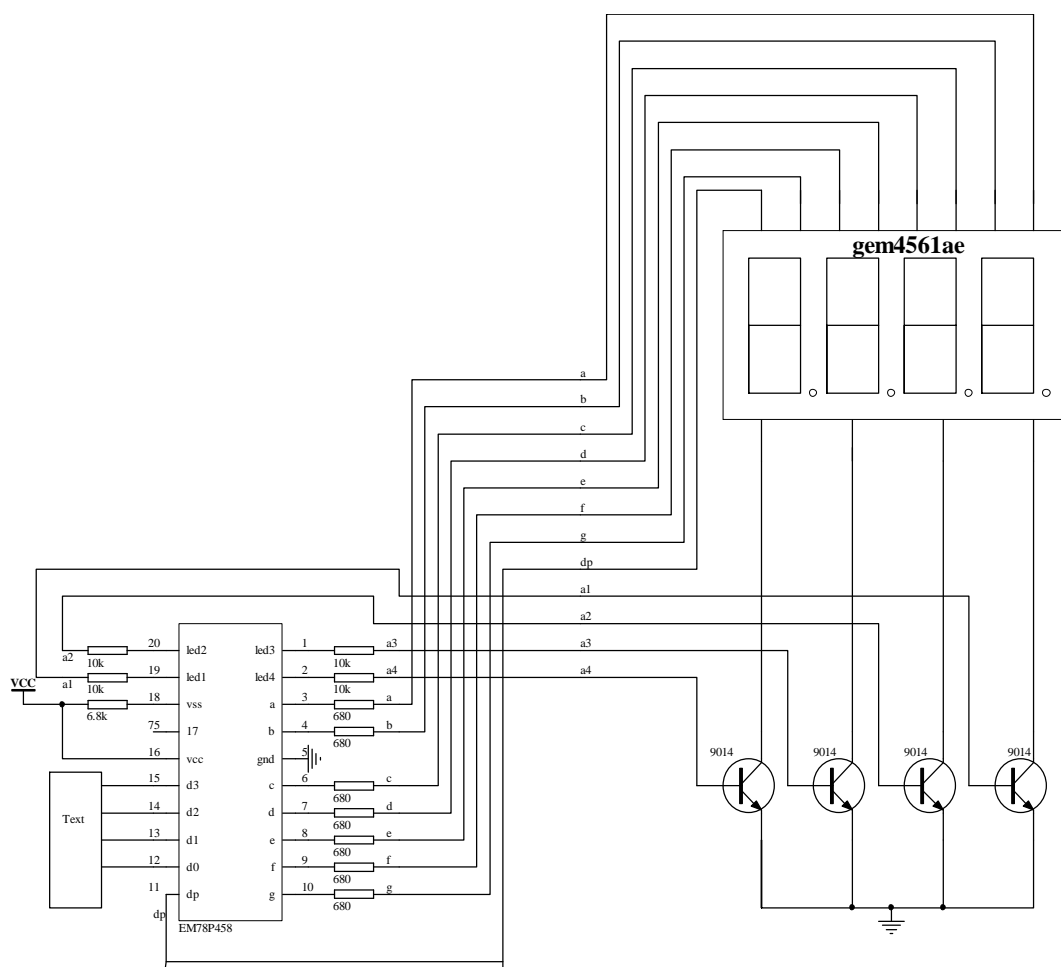 gem4561ae
a
b
c
d
e
f
g
dp
a1
a2
a3
a4
a2
10k
20
led2
led3
1
10k
a3
VCC
a1
10k
19
led1
led4
2
10k
a4
6.8k
18
vss
a
3
680
a
75
17
b
4
680
b
16
vcc
gnd
5
Text
15
d3
c
6
680
c
14
d2
d
7
680
d
13
d1
e
8
680
e
12
d0
f
9
680
f
11
dp
g
10
680
g
dp
EM78P458
9014
9014
9014
9014